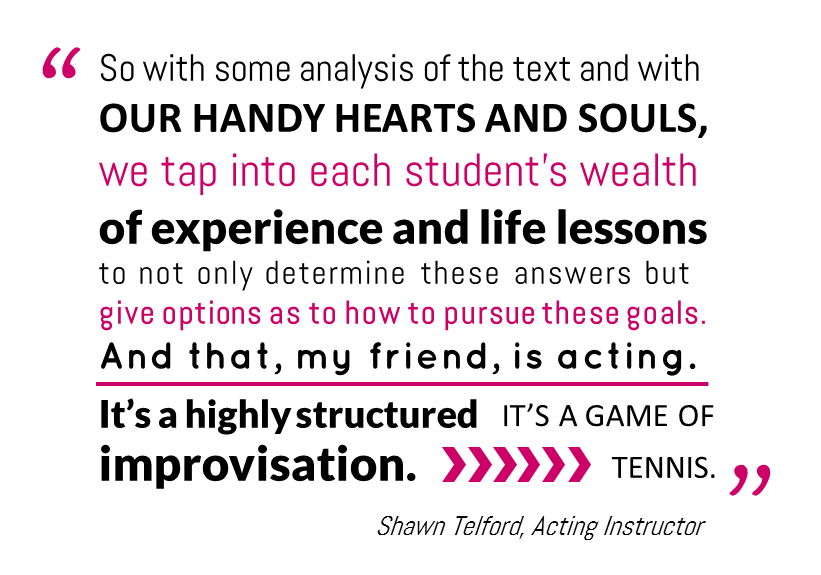 “So with some analysis of the text and with
OUR HANDY HEARTS AND SOULS,
we tap into each student’s wealth
of experience and life lessons
to not only determine these answers but
give options as to how to pursue these goals.
And that, my friend, is acting.
It’s a highly structured
improvisation.
IT’S A GAME OF
TENNIS.”
Shawn Telford, Acting Instructor